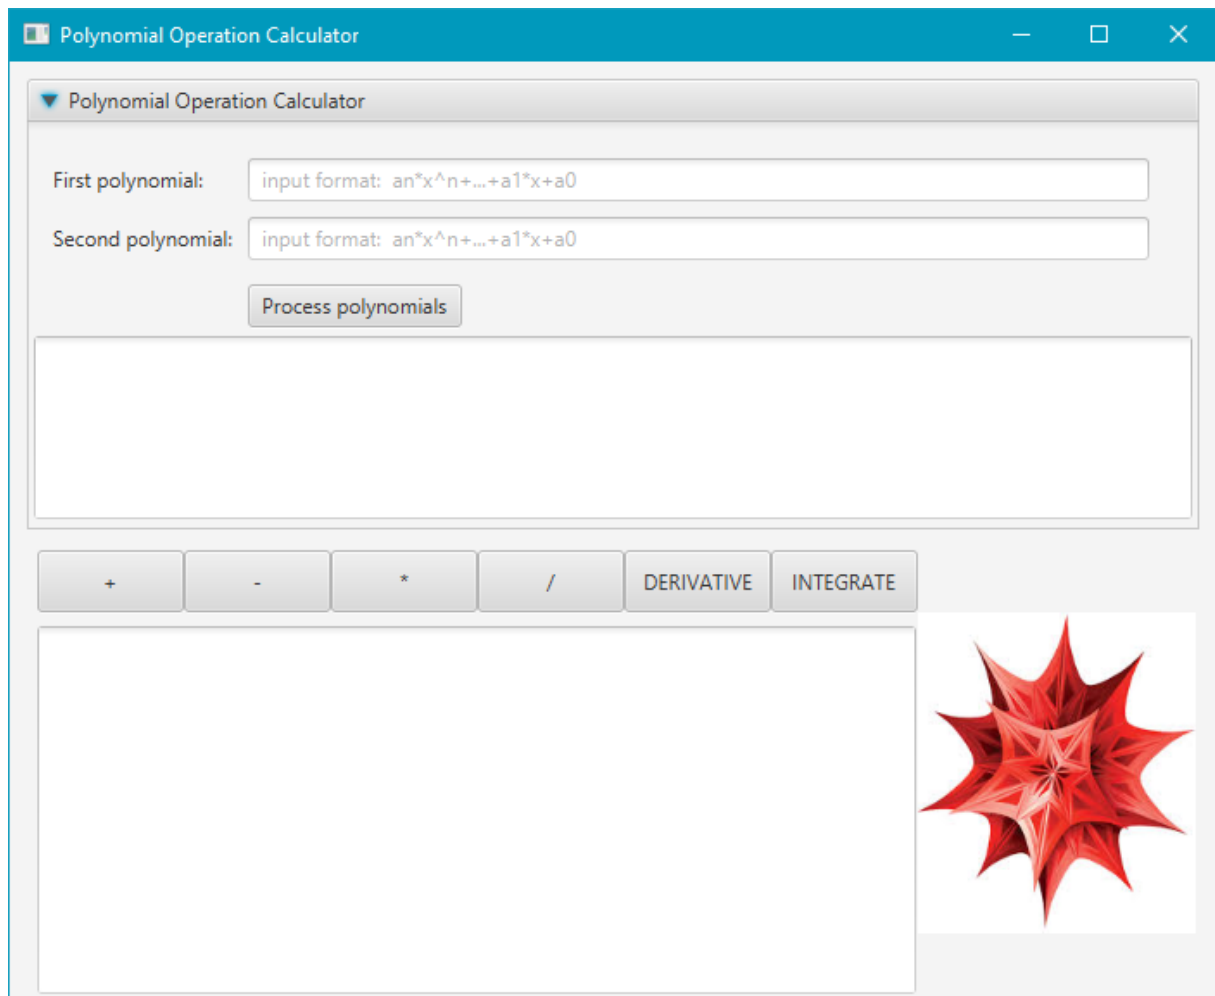 Polynomial Operation Calculator
Polynomial Operation Calculator
First polynomial: input format:  an*x^n+...+a1*x+a0
Second polynomial: input format:  an*x^n+...+a1*x+a0
Process polynomials
+ - * / DERIVATIVE INTEGRATE